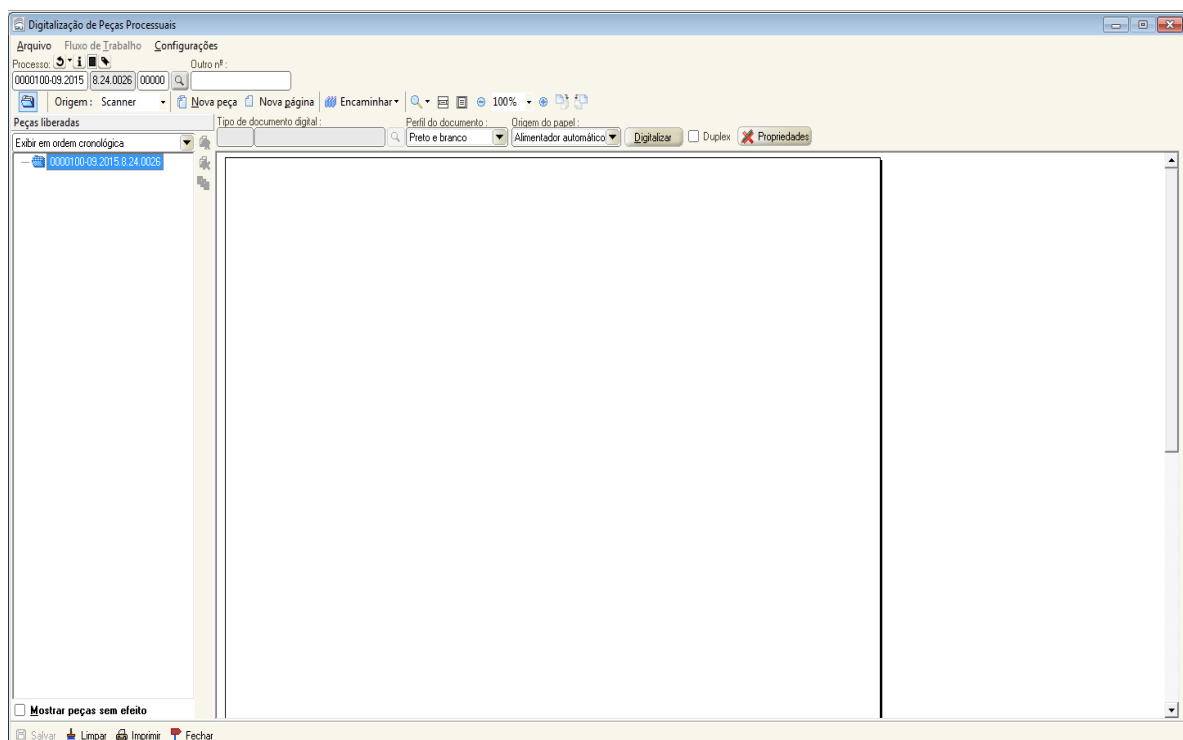 Digitalização de Peças Processuais
Arquivo Fluxo de Trabalho Configurações
Processo: Outro nº :
0000100-09.2015 8.24.0026 00000
Origem : Scanner Nova peça Nova página Encaminhar 100%
Peças liberadas Tipo de documento digital : Perfil do documento : Origem do papel :
Exibir em ordem cronológica Preto e branco Alimentador automático Digitalizar Duplex Propriedades
0000100-09.2015.8.24.0026
Mostrar peças sem efeito
Salvar Limpar Imprimir Fechar